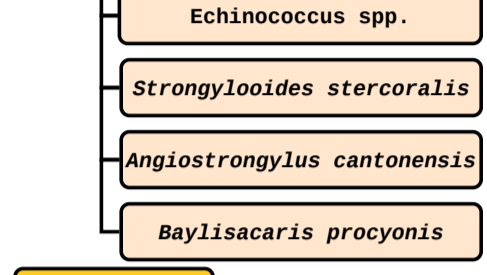 Echinococcus spp.
Strongylooides stercoralis
Angiostrongylus cantonensis
Baylisacaris procyonis